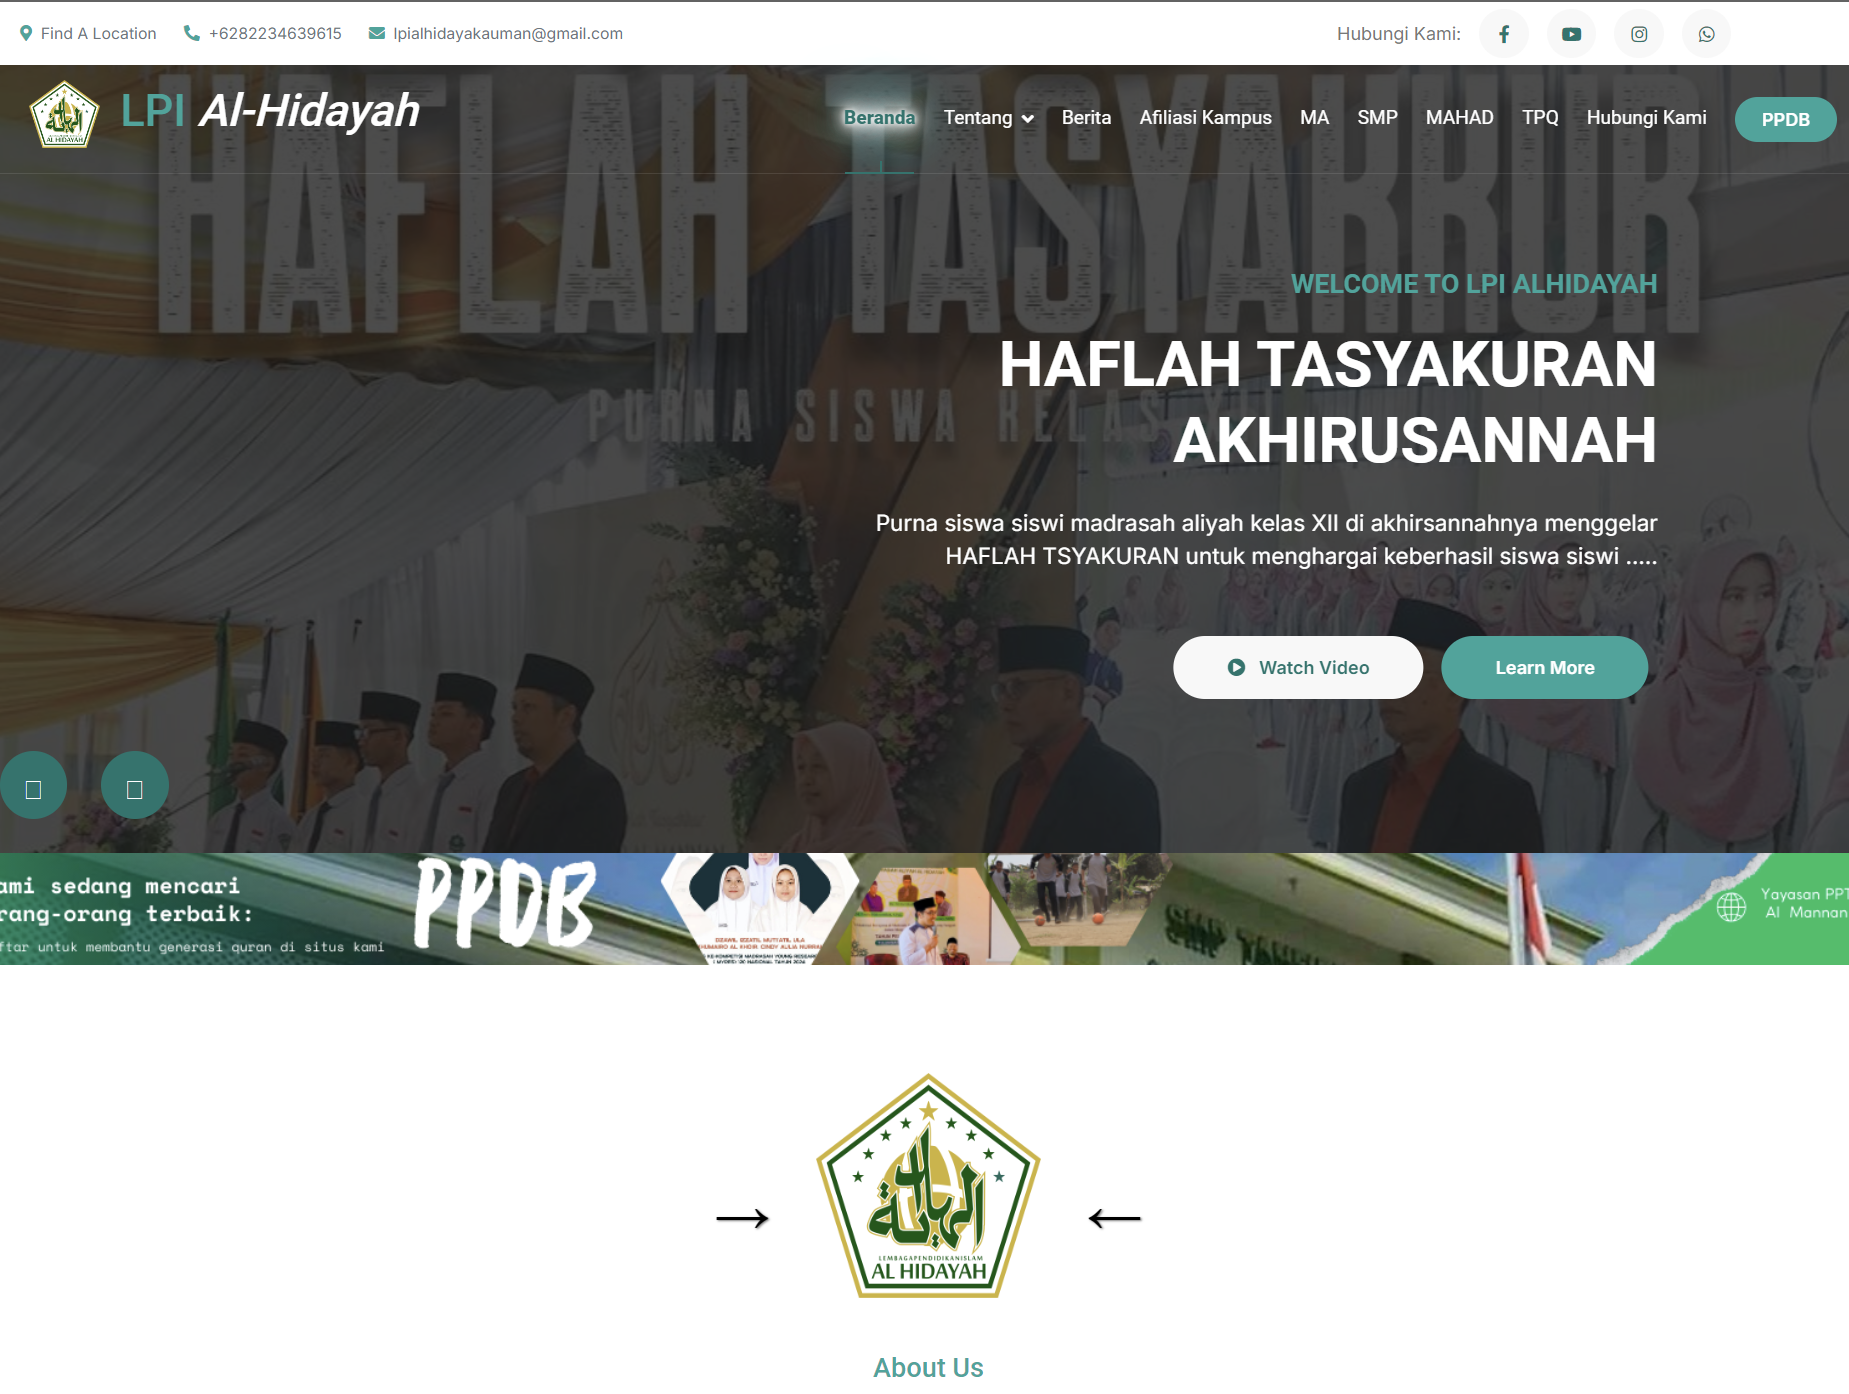 Find A Location
+6282234639615
lpialhidayakauman@gmail.com
Hubungi Kami:
LPI Al-Hidayah
Beranda
Tentang
Berita
Afiliasi Kampus
MA
SMP
MAHAD
TPQ
Hubungi Kami
PPDB
HAFLAH TASYAKKUR
PURNA SISWA KELAS
WELCOME TO LPI ALHIDAYAH
HAFLAH TASYAKURAN
AKHIRUSANNAH
Purna siswa siswi madrasah aliyah kelas XII di akhirsannahnya menggelar
HAFLAH TSYAKURAN untuk menghargai keberhasil siswa siswi .....
Watch Video
Learn More
ami sedang mencari
rang-orang terbaik:
ftar untuk membantu generasi quran di situs kami
PPDB
Yayasan PPT
Al Mannan
الهداية
LEMBAGAPENDIDIKANISLAM
AL HIDAYAH
About Us